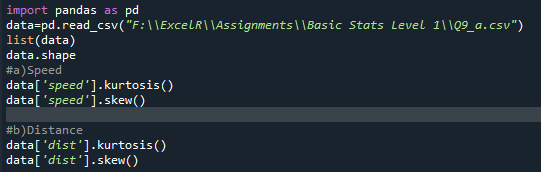 import pandas as pd
data=pd.read_csv("F:\\ExcelR\\Assignments\\Basic Stats Level 1\\Q9_a.csv")
list(data)
data.shape
#a)Speed
data['speed'].kurtosis()
data['speed'].skew()
#b)Distance
data['dist'].kurtosis()
data['dist'].skew()